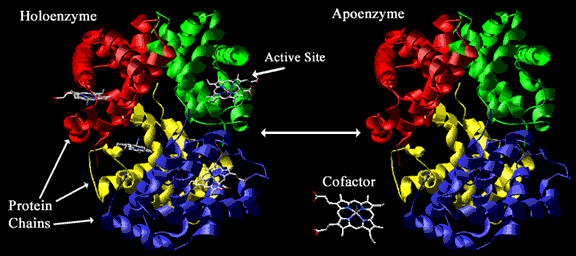 Holoenzyme
Apoenzyme
Active Site
Cofactor
Protein
Chains